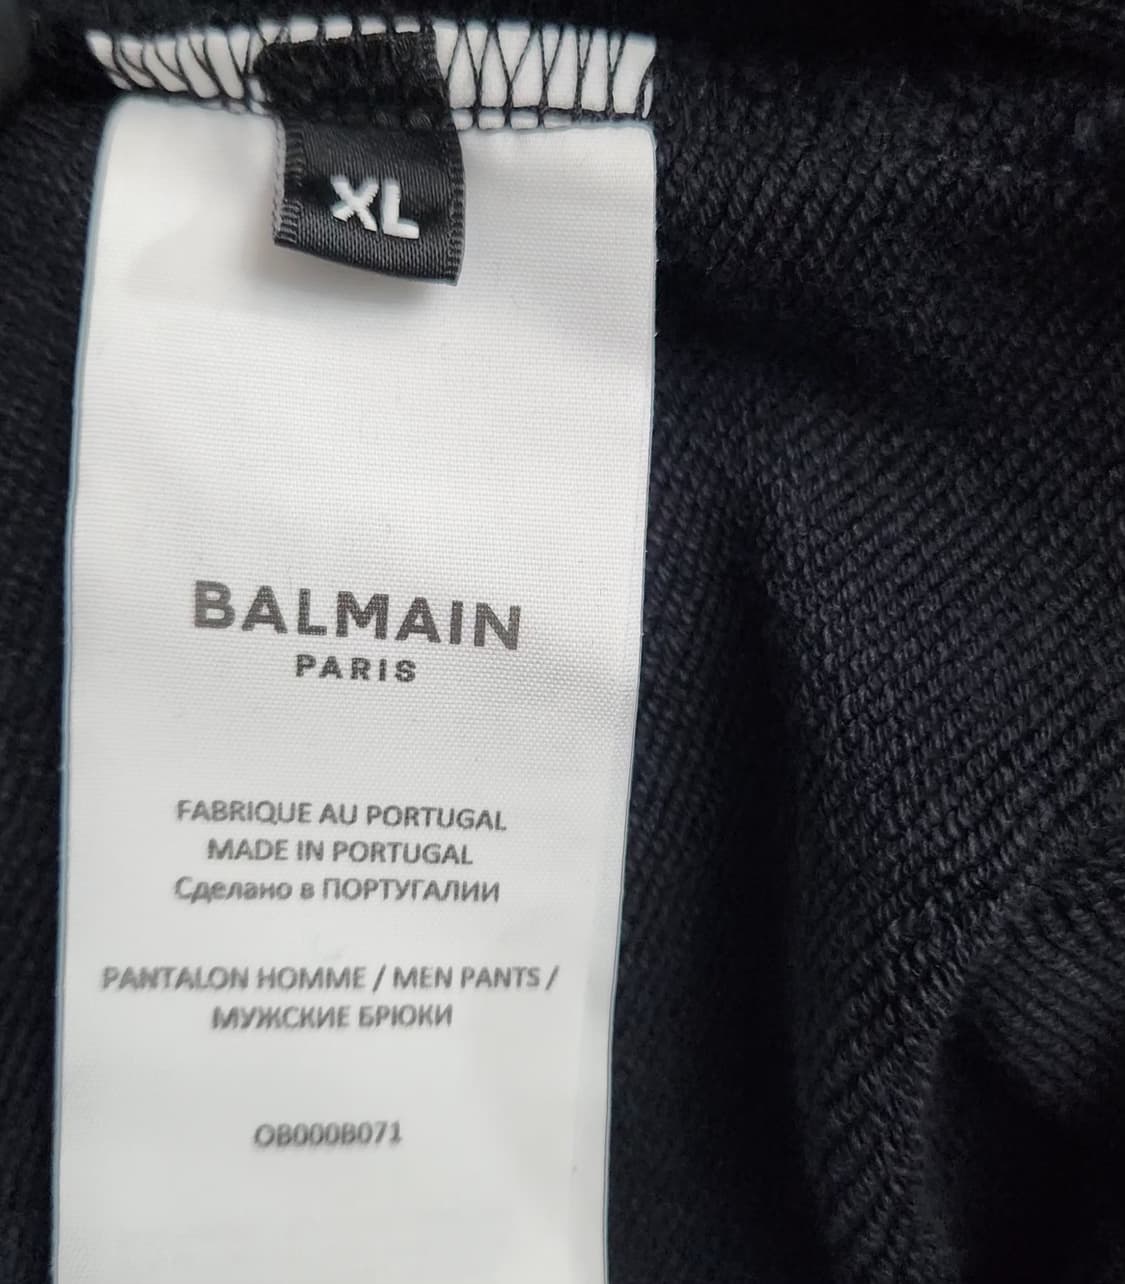 XL
BALMAIN
PARIS
FABRIQUE AU PORTUGAL
MADE IN PORTUGAL
Сделано в ПОРТУГАЛИИ
PANTALON HOMME / MEN PANTS /
МУЖСКИЕ БРЮКИ
OB000B071